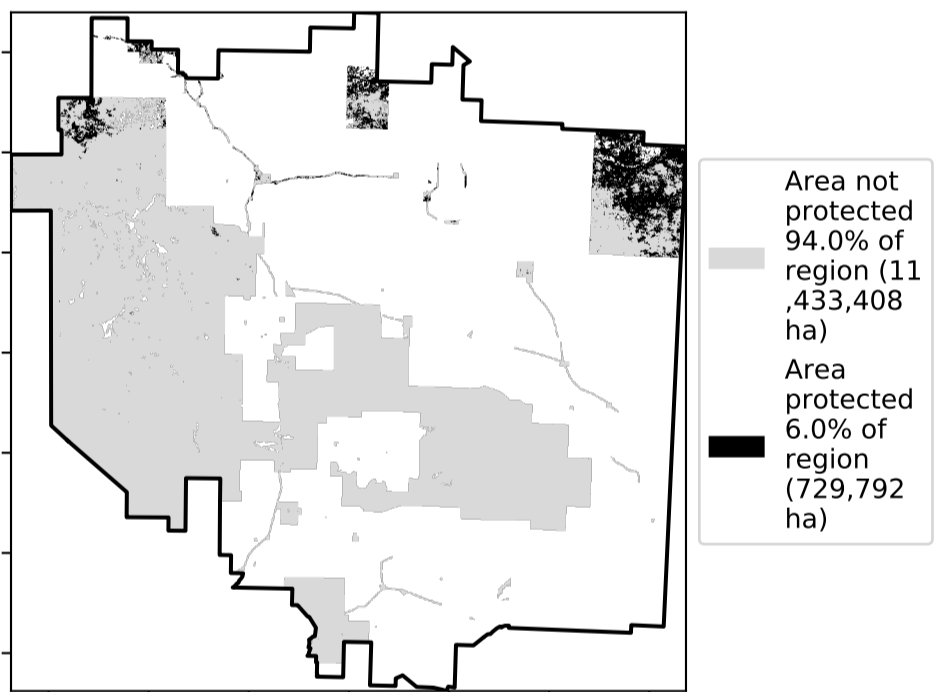 Area not
protected
94.0% of
region (11
,433,408
ha)
Area
protected
6.0% of
region
(729,792
ha)